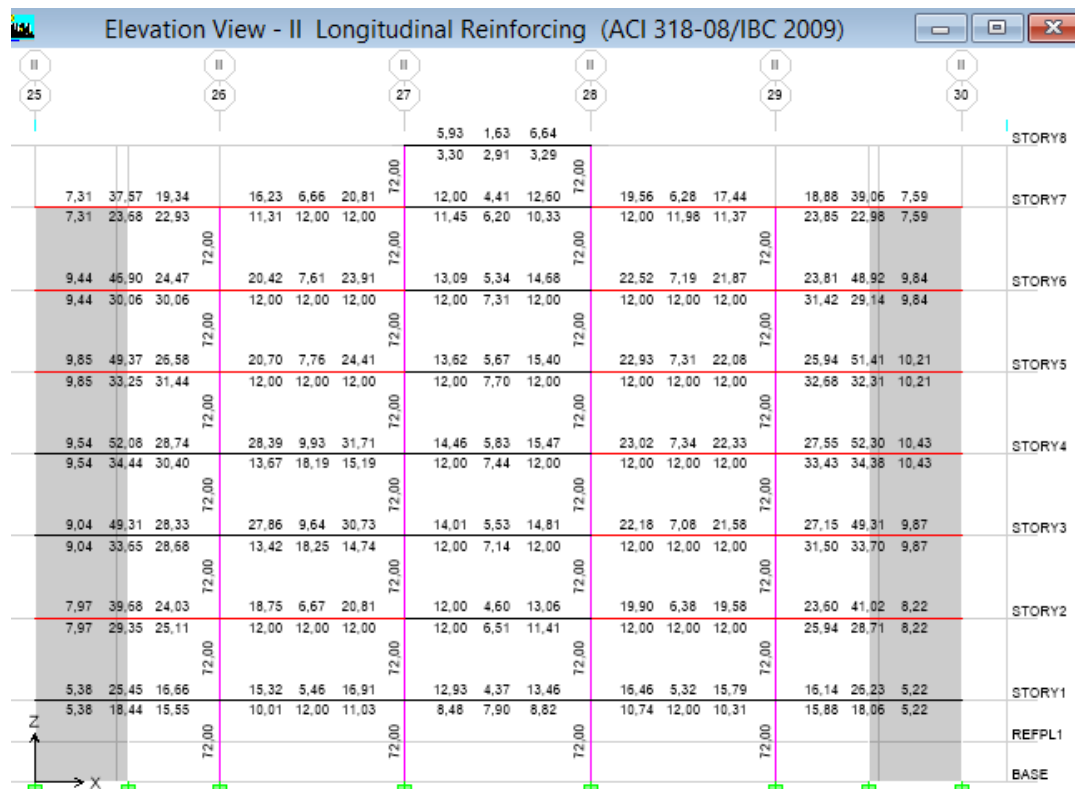 Elevation View - II Longitudinal Reinforcing (ACI 318-08/IBC 2009)
II II II II II II
25 26 27 28 29 30
5,93 1,63 6,64 STORY8
3,30 2,91 3,29
72,00 72,00
7,31 37,57 19,34 16,23 6,66 20,81 12,00 4,41 12,60 19,56 6,28 17,44 18,88 39,06 7,59 STORY7
7,31 23,68 22,93 11,31 12,00 12,00 11,45 6,20 10,33 12,00 11,98 11,37 23,85 22,98 7,59
72,00 72,00 72,00 72,00
9,44 46,90 24,47 20,42 7,61 23,91 13,09 5,34 14,68 22,52 7,19 21,87 23,81 48,92 9,84 STORY6
9,44 30,06 30,06 12,00 12,00 12,00 12,00 7,31 12,00 12,00 12,00 12,00 31,42 29,14 9,84
72,00 72,00 72,00 72,00
9,85 49,37 26,58 20,70 7,76 24,41 13,62 5,67 15,40 22,93 7,31 22,08 25,94 51,41 10,21 STORY5
9,85 33,25 31,44 12,00 12,00 12,00 12,00 7,70 12,00 12,00 12,00 12,00 32,68 32,31 10,21
72,00 72,00 72,00 72,00
9,54 52,08 28,74 28,39 9,93 31,71 14,46 5,83 15,47 23,02 7,34 22,33 27,55 52,30 10,43 STORY4
9,54 34,44 30,40 13,67 18,19 15,19 12,00 7,44 12,00 12,00 12,00 12,00 33,43 34,38 10,43
72,00 72,00 72,00 72,00
9,04 49,31 28,33 27,86 9,64 30,73 14,01 5,53 14,81 22,18 7,08 21,58 27,15 49,31 9,87 STORY3
9,04 33,65 28,68 13,42 18,25 14,74 12,00 7,14 12,00 12,00 12,00 12,00 31,50 33,70 9,87
72,00 72,00 72,00 72,00
7,97 39,68 24,03 18,75 6,67 20,81 12,00 4,60 13,06 19,90 6,38 19,58 23,60 41,02 8,22 STORY2
7,97 29,35 25,11 12,00 12,00 12,00 12,00 6,51 11,41 12,00 12,00 12,00 25,94 28,71 8,22
72,00 72,00 72,00 72,00
5,38 25,45 16,66 15,32 5,46 16,91 12,93 4,37 13,46 16,46 5,32 15,79 16,14 26,23 5,22 STORY1
5,38 18,44 15,55 10,01 12,00 11,03 8,48 7,90 8,82 10,74 12,00 10,31 15,88 18,06 5,22
Z REFPL1
72,00 72,00 72,00 72,00
X BASE